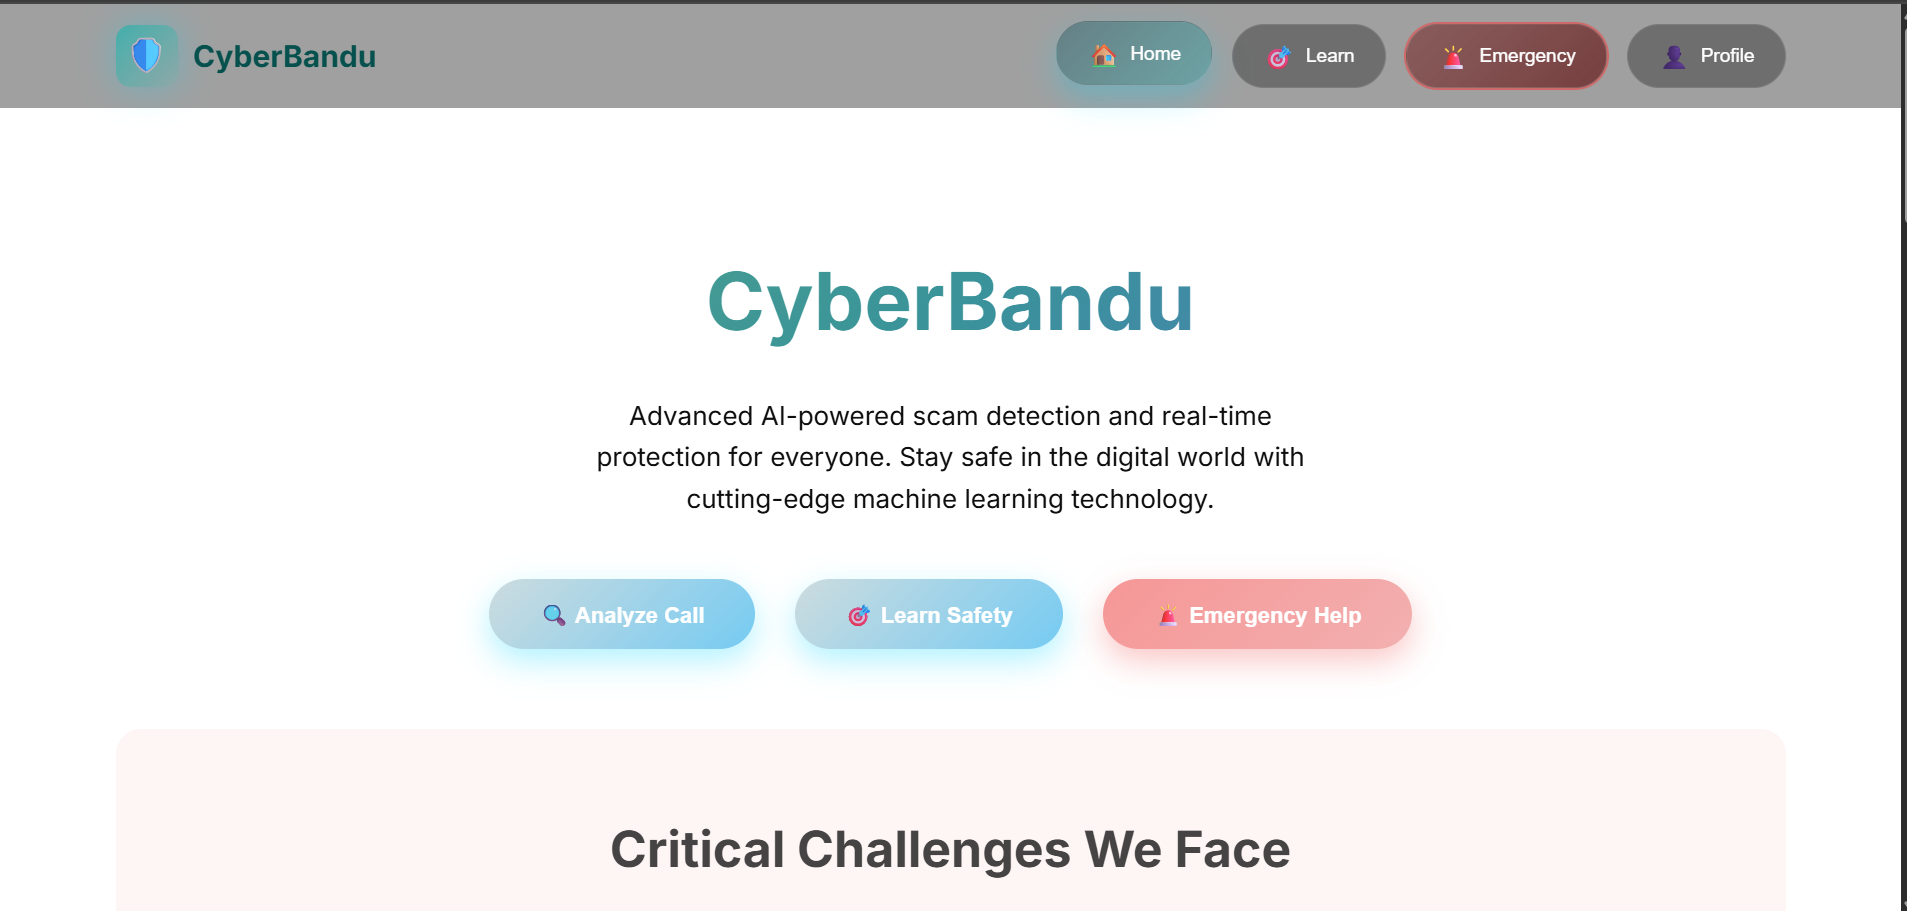 CyberBandu
Home
Learn
Emergency
Profile
CyberBandu
Advanced AI-powered scam detection and real-time
protection for everyone. Stay safe in the digital world with
cutting-edge machine learning technology.
Analyze Call
Learn Safety
Emergency Help
Critical Challenges We Face